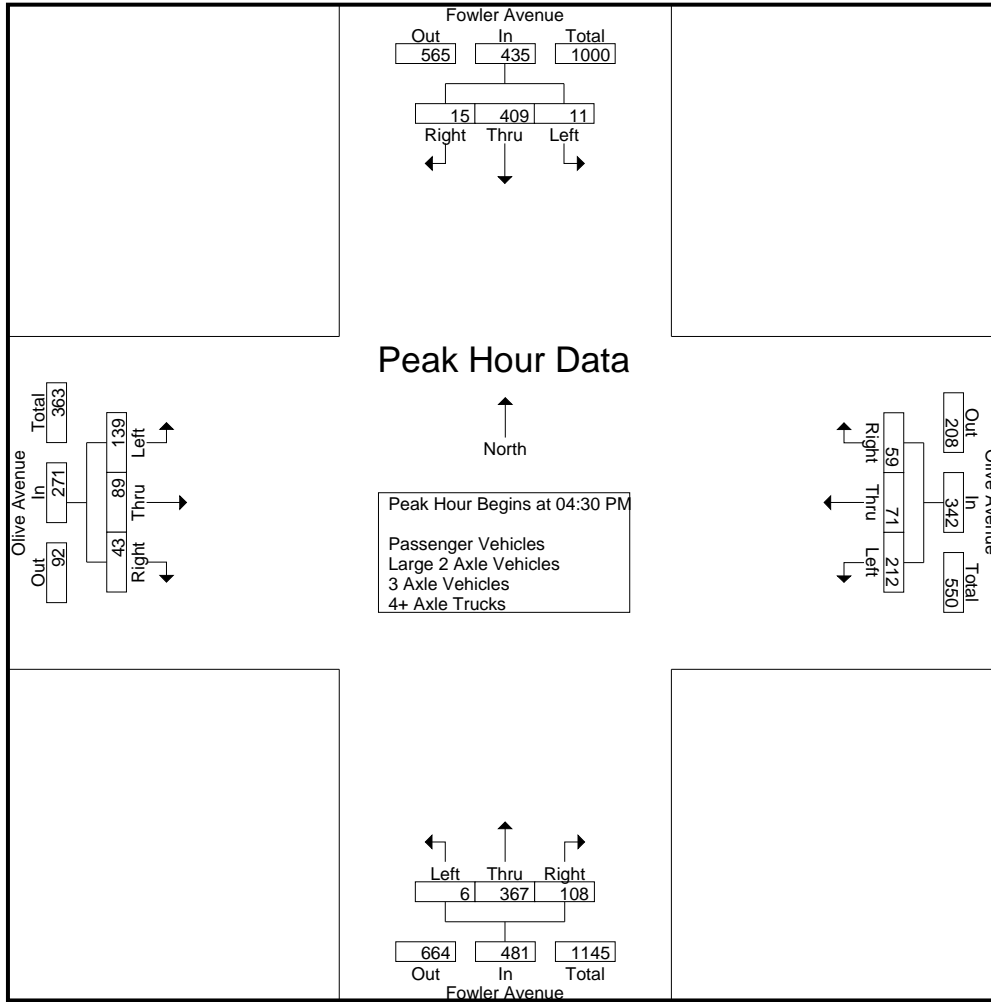 Fowler Avenue
Out In Total
565 435 1000
15 409 11
Right Thru Left
Peak Hour Data
North
Peak Hour Begins at 04:30 PM
Passenger Vehicles
Large 2 Axle Vehicles
3 Axle Vehicles
4+ Axle Trucks
Olive Avenue
Total In Out
363 271 92
139 89 43
Left Thru Right
Olive Avenue
Out In Total
208 342 550
59 71 212
Right Thru Left
Left Thru Right
6 367 108
664 481 1145
Out In Total
Fowler Avenue